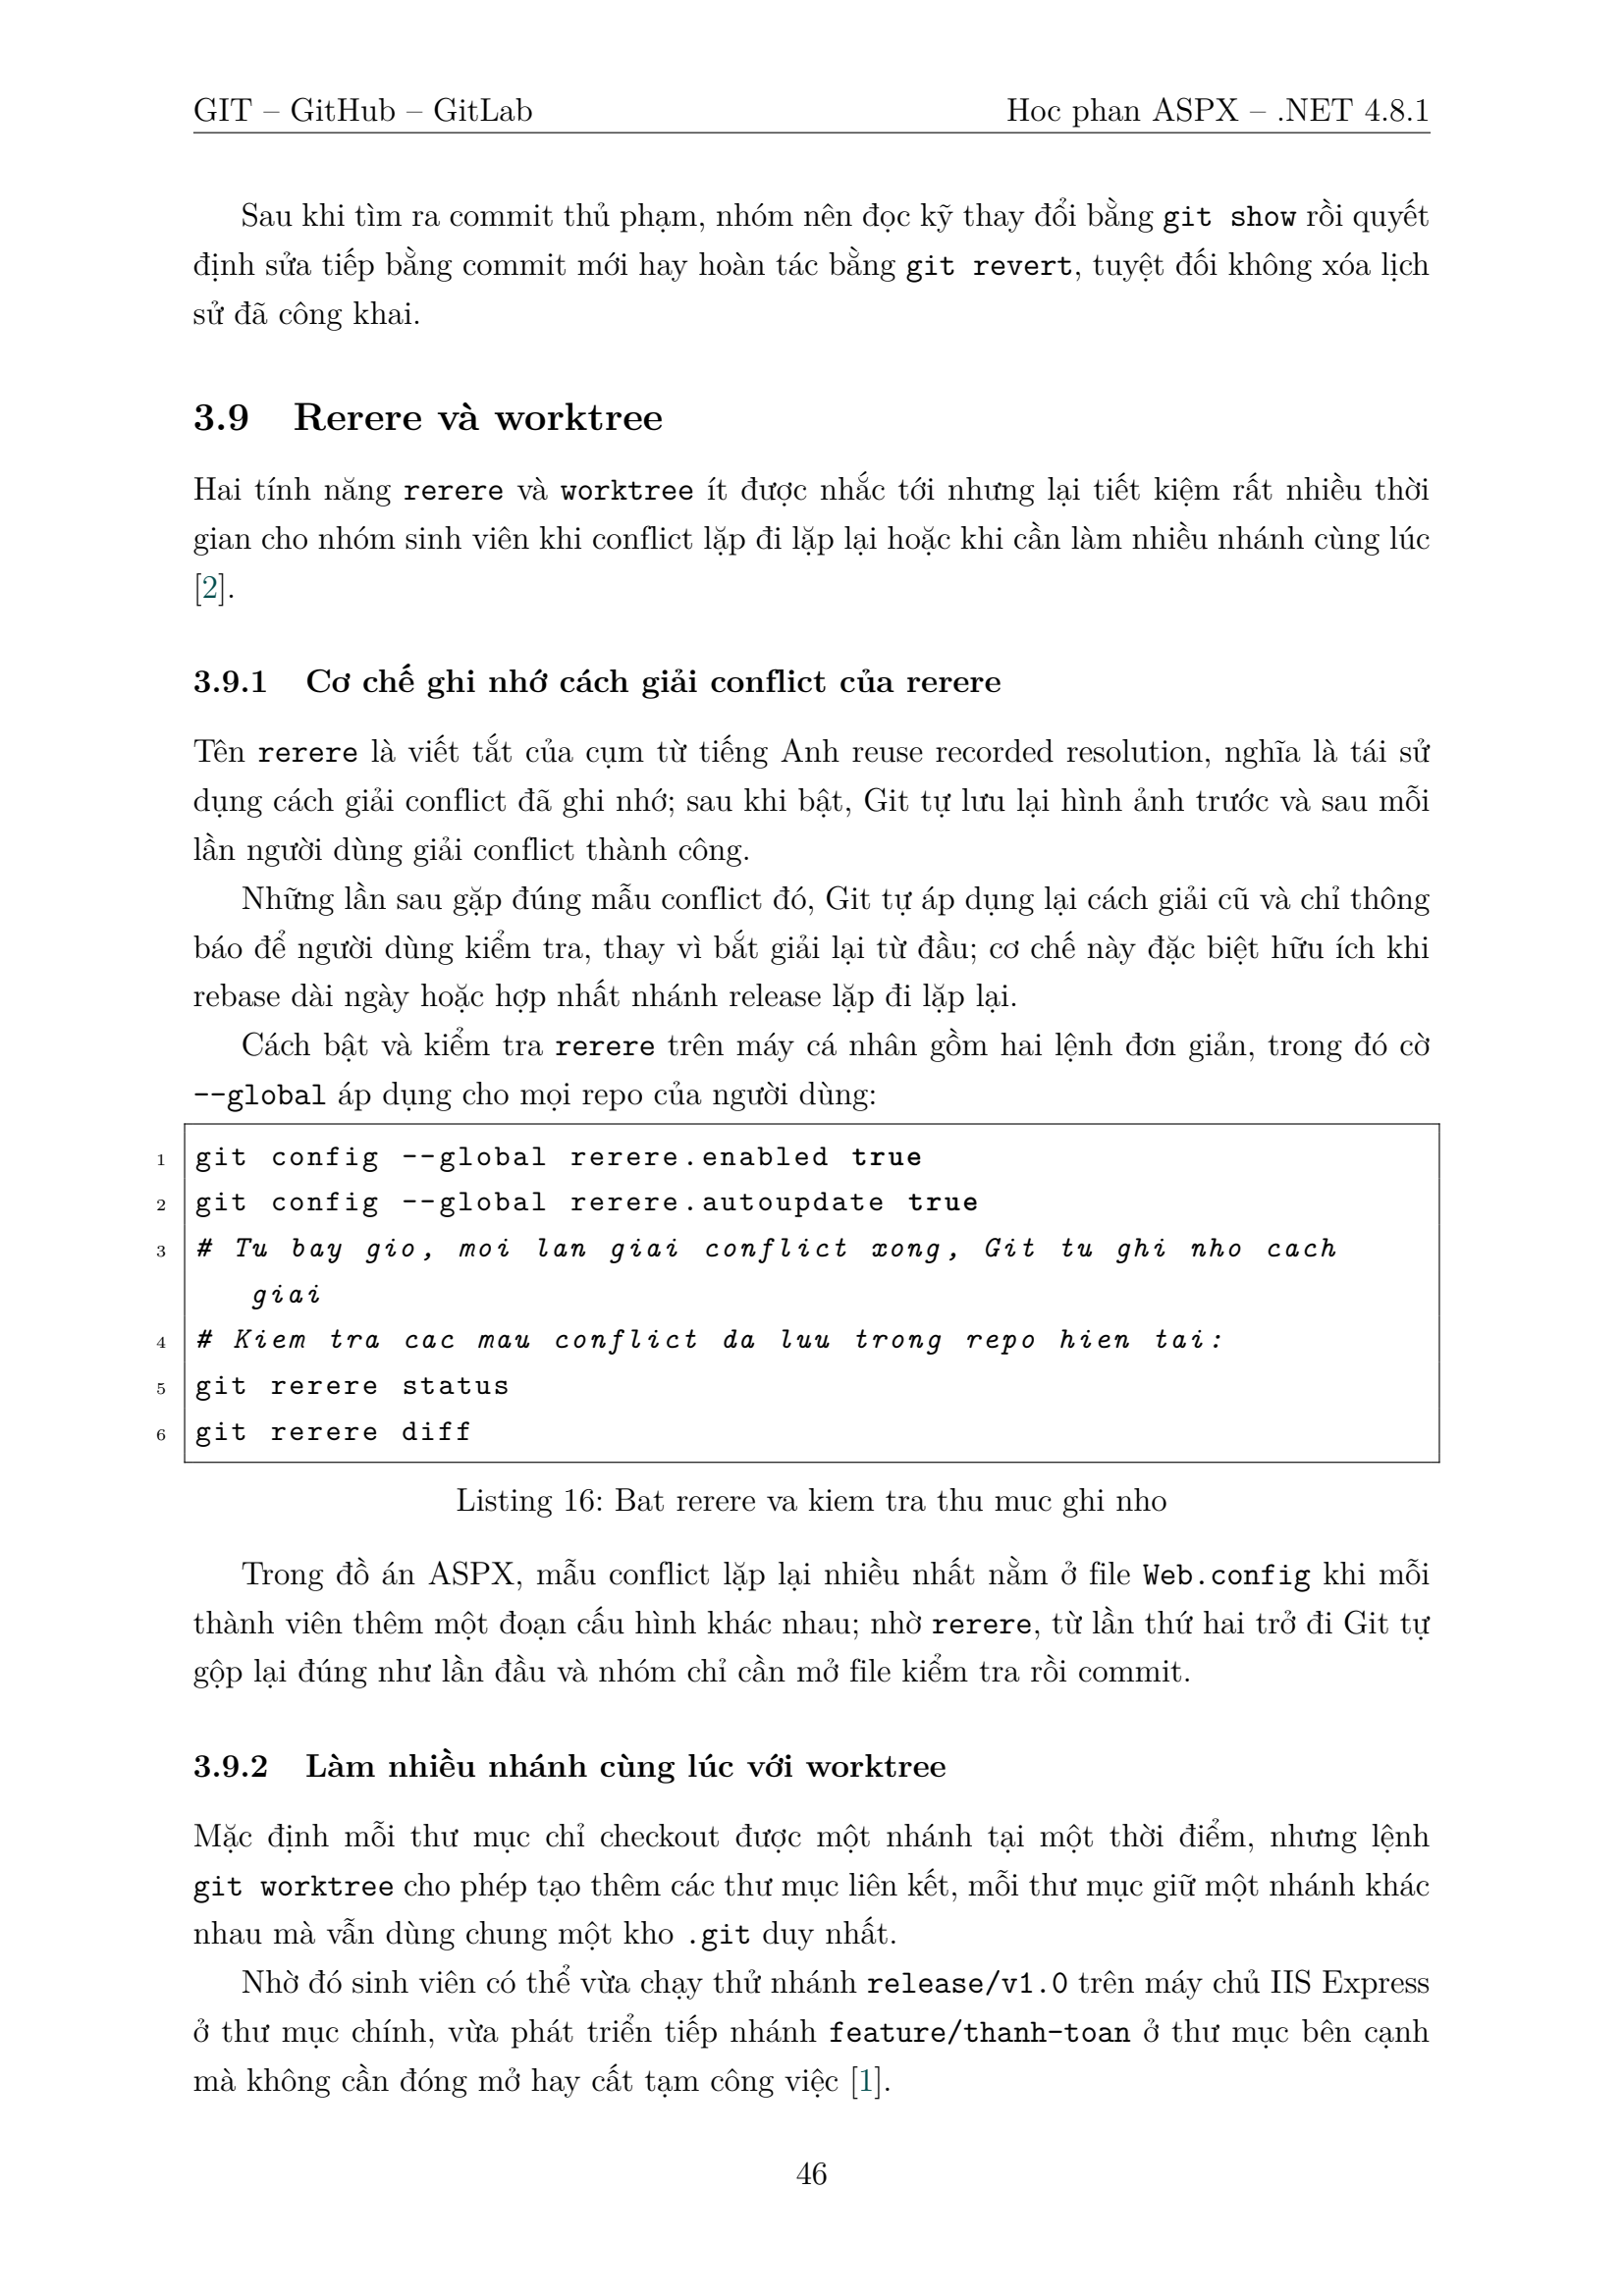 GIT – GitHub – GitLab
Hoc phan ASPX – .NET 4.8.1
Sau khi tìm ra commit thủ phạm, nhóm nên đọc kỹ thay đổi bằng git show rồi quyết
định sửa tiếp bằng commit mới hay hoàn tác bằng git revert, tuyệt đối không xóa lịch
sử đã công khai.
3.9 Rerere và worktree
Hai tính năng rerere và worktree ít được nhắc tới nhưng lại tiết kiệm rất nhiều thời
gian cho nhóm sinh viên khi conflict lặp đi lặp lại hoặc khi cần làm nhiều nhánh cùng lúc
[2].
3.9.1 Cơ chế ghi nhớ cách giải conflict của rerere
Tên rerere là viết tắt của cụm từ tiếng Anh reuse recorded resolution, nghĩa là tái sử
dụng cách giải conflict đã ghi nhớ; sau khi bật, Git tự lưu lại hình ảnh trước và sau mỗi
lần người dùng giải conflict thành công.
Những lần sau gặp đúng mẫu conflict đó, Git tự áp dụng lại cách giải cũ và chỉ thông
báo để người dùng kiểm tra, thay vì bắt giải lại từ đầu; cơ chế này đặc biệt hữu ích khi
rebase dài ngày hoặc hợp nhất nhánh release lặp đi lặp lại.
Cách bật và kiểm tra rerere trên máy cá nhân gồm hai lệnh đơn giản, trong đó cờ
--global áp dụng cho mọi repo của người dùng:
1 git config --global rerere.enabled true
2 git config --global rerere.autoupdate true
3 # Tu bay gio, moi lan giai conflict xong, Git tu ghi nho cach
giai
4 # Kiem tra cac mau conflict da luu trong repo hien tai:
5 git rerere status
6 git rerere diff
Listing 16: Bat rerere va kiem tra thu muc ghi nho
Trong đồ án ASPX, mẫu conflict lặp lại nhiều nhất nằm ở file Web.config khi mỗi
thành viên thêm một đoạn cấu hình khác nhau; nhờ rerere, từ lần thứ hai trở đi Git tự
gộp lại đúng như lần đầu và nhóm chỉ cần mở file kiểm tra rồi commit.
3.9.2 Làm nhiều nhánh cùng lúc với worktree
Mặc định mỗi thư mục chỉ checkout được một nhánh tại một thời điểm, nhưng lệnh
git worktree cho phép tạo thêm các thư mục liên kết, mỗi thư mục giữ một nhánh khác
nhau mà vẫn dùng chung một kho .git duy nhất.
Nhờ đó sinh viên có thể vừa chạy thử nhánh release/v1.0 trên máy chủ IIS Express
ở thư mục chính, vừa phát triển tiếp nhánh feature/thanh-toan ở thư mục bên cạnh
mà không cần đóng mở hay cất tạm công việc [1].
46